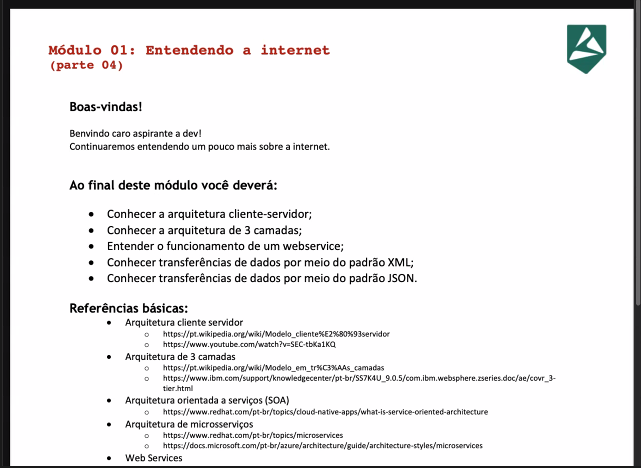 Módulo 01: Entendendo a internet
(parte 04)
Boas-vindas!
Benvindo caro aspirante a dev!
Continuaremos entendendo um pouco mais sobre a internet.
Ao final deste módulo você deverá:
• Conhecer a arquitetura cliente-servidor;
• Conhecer a arquitetura de 3 camadas;
• Entender o funcionamento de um webservice;
• Conhecer transferências de dados por meio do padrão XML;
• Conhecer transferências de dados por meio do padrão JSON.
Referências básicas:
• Arquitetura cliente servidor
o https://pt.wikipedia.org/wiki/Modelo_cliente%E2%80%93servidor
o https://www.youtube.com/watch?v=SEC-tbKa1KQ
• Arquitetura de 3 camadas
o https://pt.wikipedia.org/wiki/Modelo_em_tr%C3%AAs_camadas
o https://www.ibm.com/support/knowledgecenter/pt-br/SS7K4U_9.0.5/com.ibm.websphere.zseries.doc/ae/covr_3-
tier.html
• Arquitetura orientada a serviços (SOA)
o https://www.redhat.com/pt-br/topics/cloud-native-apps/what-is-service-oriented-architecture
• Arquitetura de microsserviços
o https://www.redhat.com/pt-br/topics/microservices
o https://docs.microsoft.com/pt-br/azure/architecture/guide/architecture-styles/microservices
• Web Services